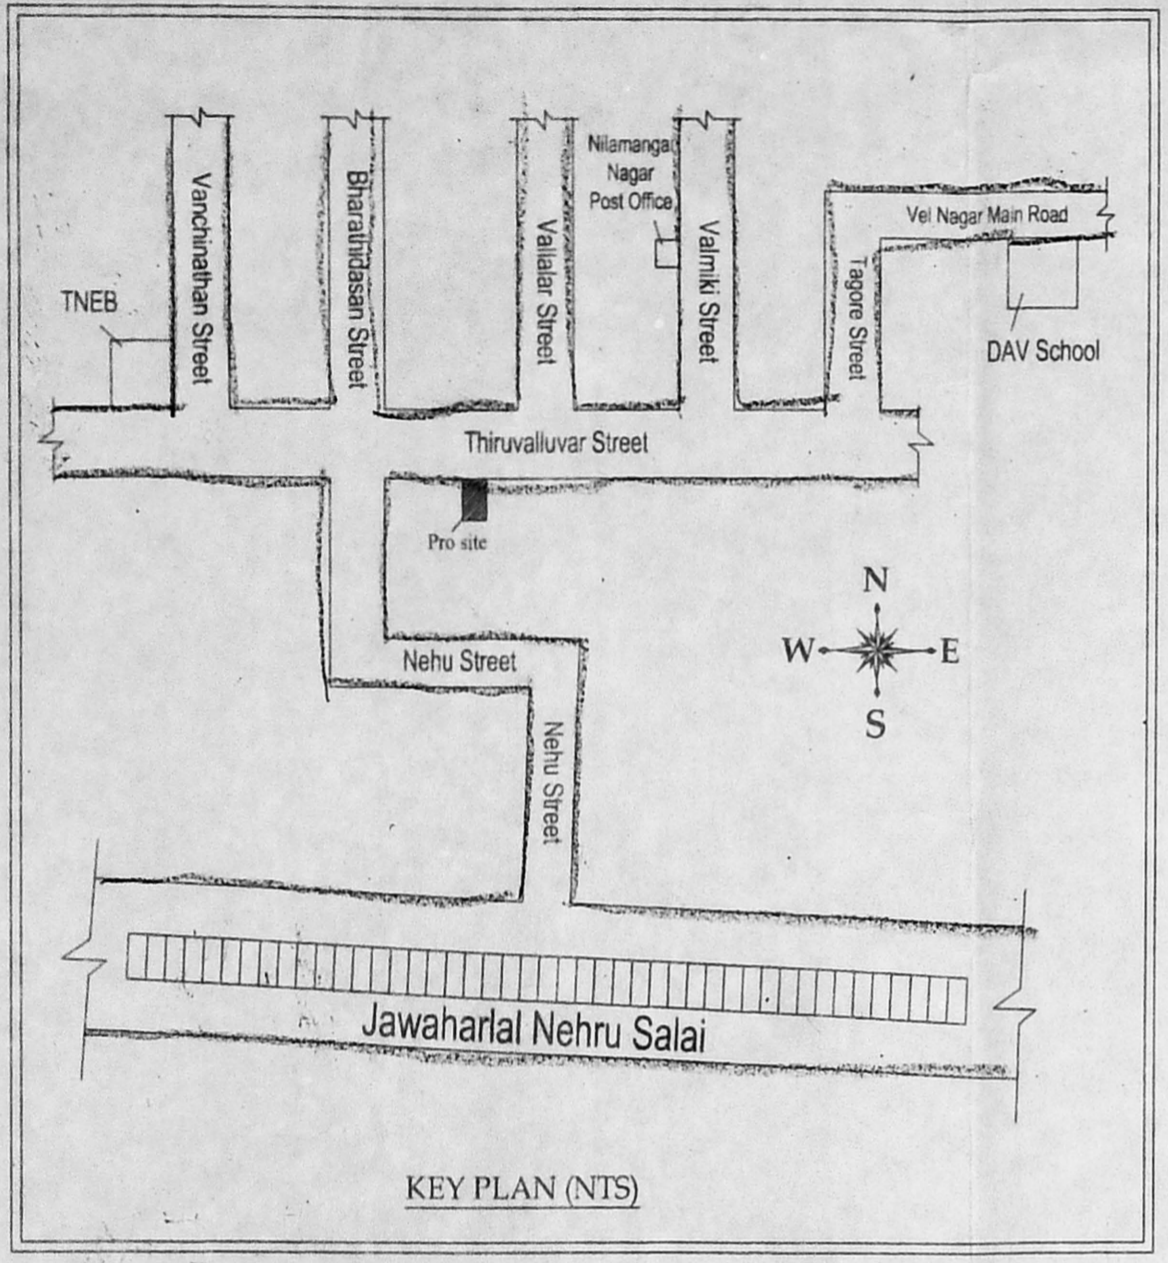 Nilamangai
Nagar
Post Office
Vanchinathan Street
Bharathidasan Street
Vallalar Street
Valmiki Street
Tagore Street
Vel Nagar Main Road
TNEB
DAV School
Thiruvalluvar Street
Pro site
Nehu Street
Nehu Street
N
W E
S
Jawaharlal Nehru Salai
KEY PLAN (NTS)